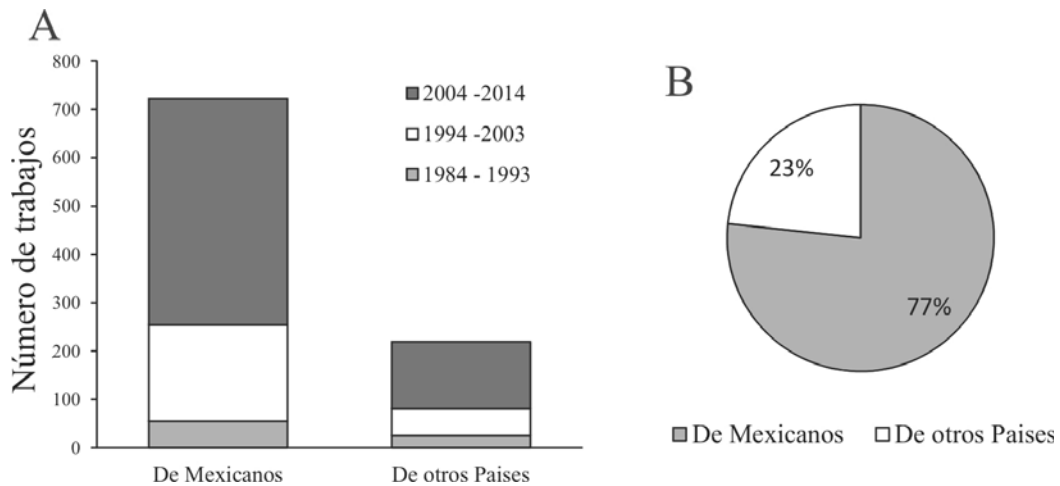 A
800
700
600
500
400
300
200
100
0
Número de trabajos
2004 -2014
1994 -2003
1984 - 1993
De Mexicanos
De otros Paises
B
23%
77%
De Mexicanos
De otros Paises